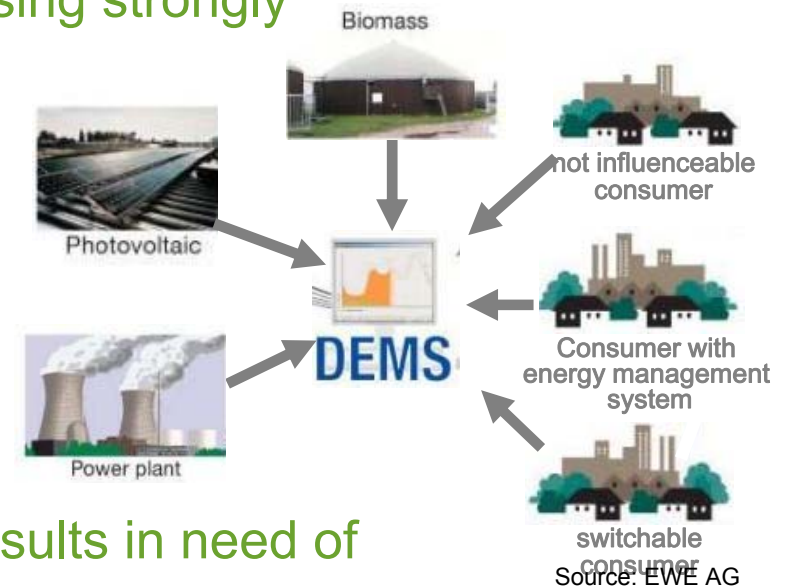 sing strongly
Biomass
Photovoltaic
not influenceable
consumer
DEMS
Consumer with
energy management
system
Power plant
switchable
consumer
sults in need of
Source: EWE AG